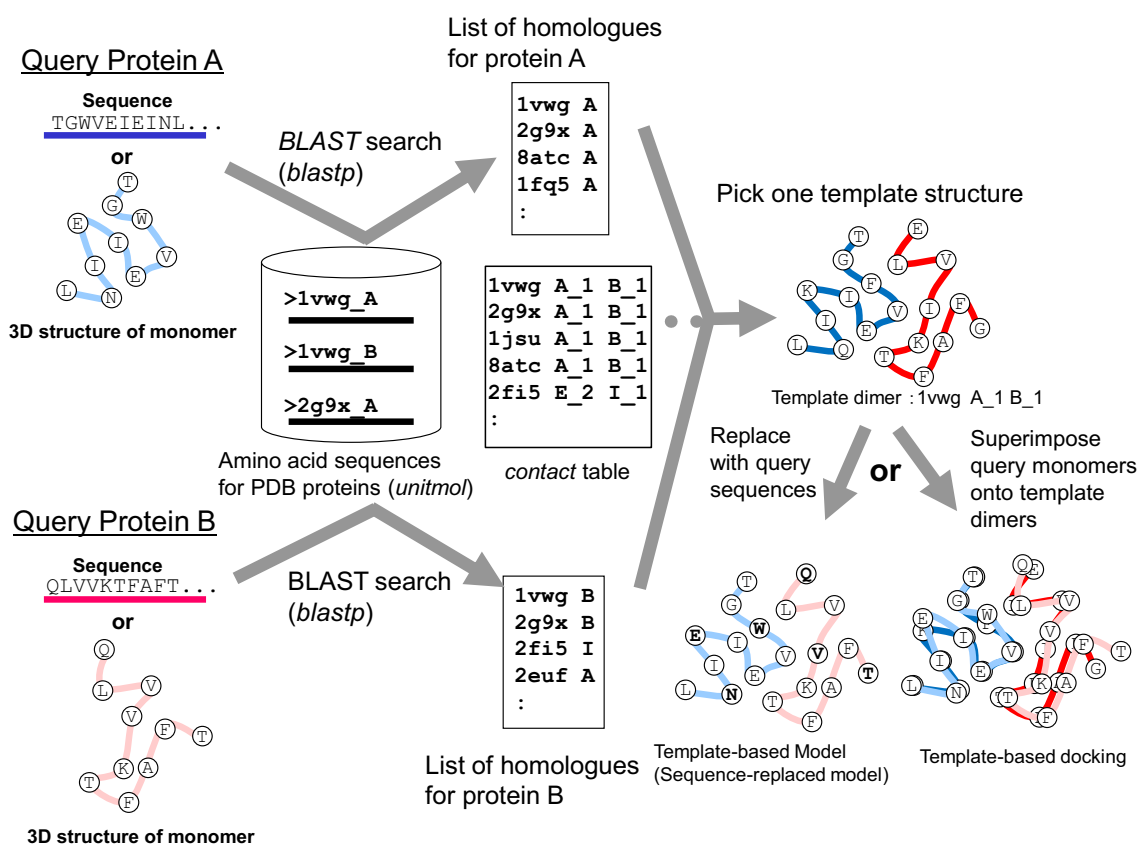 Query Protein A
Sequence
TGWVEIEINL...
or
T
G
W
E
I
V
I
E
L
N
3D structure of monomer
BLAST search
(blastp)
List of homologues
for protein A
1vwg A
2g9x A
8atc A
1fq5 A
:
>1vwg_A
>1vwg_B
>2g9x_A
Amino acid sequences
for PDB proteins (unitmol)
1vwg A_1 B_1
2g9x A_1 B_1
1jsu A_1 B_1
8atc A_1 B_1
2fi5 E_2 I_1
:
contact table
Pick one template structure
T
E
G
L
V
F
K
I
V
I
F
I
E
G
L
Q
T
K
A
F
Template dimer : 1vwg A_1 B_1
Replace
with query
sequences
or
Superimpose
query monomers
onto template
dimers
Query Protein B
Sequence
QLVVKTFAFT...
or
Q
L
V
V
F
T
K
A
T
F
3D structure of monomer
BLAST search
(blastp)
1vwg B
2g9x B
2fi5 I
2euf A
:
List of homologues
for protein B
T
Q
G
L
V
W
E
I
V
V
F
I
E
T
L
N
T
K
A
F
Template-based Model
(Sequence-replaced model)
T
Q
E
G
L
V
W
E
I
V
V
I
F
I
E
G
T
L
N
T
K
A
F
Template-based docking